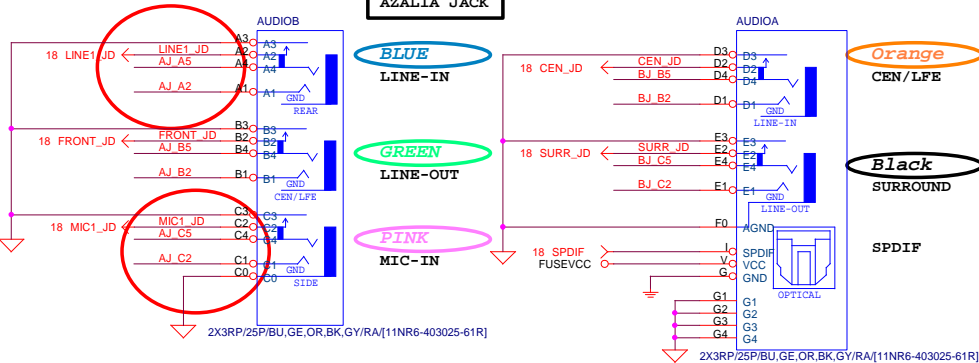 AZALIA JACK
AUDIOB
A3
A3
18 LINE1_JD
LINE1_JD
A2
A2
AJ_A5
A4
A4
AJ_A2
A1
A1
GND
REAR
BLUE
LINE-IN
B3
B3
18 FRONT_JD
FRONT_JD
B2
B2
AJ_B5
B4
B4
AJ_B2
B1
B1
GND
CEN/LFE
GREEN
LINE-OUT
C3
C3
18 MIC1_JD
MIC1_JD
C2
C2
AJ_C5
C4
C4
AJ_C2
C1
C1
GND
C0
C0
SIDE
PINK
MIC-IN
2X3RP/25P/BU,GE,OR,BK,GY/RA/[11NR6-403025-61R]
AUDIOA
D3
D3
18 CEN_JD
CEN_JD
D2
D2
BJ_B5
D4
D4
BJ_B2
D1
D1
GND
LINE-IN
Orange
CEN/LFE
E3
E3
18 SURR_JD
SURR_JD
E2
E2
BJ_C5
E4
E4
BJ_C2
E1
E1
GND
LINE-OUT
Black
SURROUND
F0
AGND
18 SPDIF
I
SPDIF
FUSEVCC
V
VCC
G
GND
OPTICAL
SPDIF
G1
G1
G2
G2
G3
G3
G4
G4
2X3RP/25P/BU,GE,OR,BK,GY/RA/[11NR6-403025-61R]